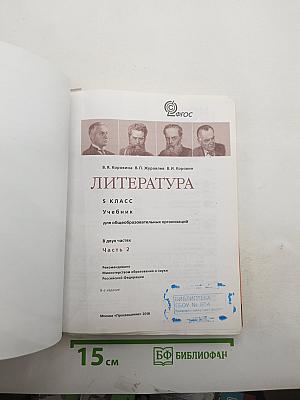 ФГОС
В. Я. Коровина В. П. Журавлев В. И. Коровин
ЛИТЕРАТУРА
5 КЛАСС
Учебник
для общеобразовательных организаций
В двух частях
Часть 2
Рекомендовано
Министерством образования и науки
Российской Федерации
Москва «Просвещение» 2018
БИБЛИОТЕКА
15 см
БФ БИБЛИОФАН